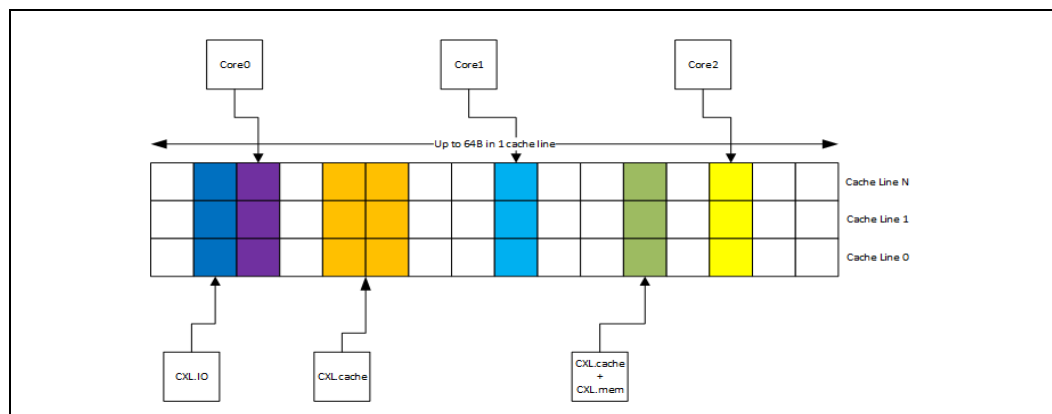 Core0
Core1
Core2
Up to 64B in 1 cache line
Cache Line N
Cache Line 1
Cache Line 0
CXL.IO
CXL.cache
CXL.cache
+
CXL.mem